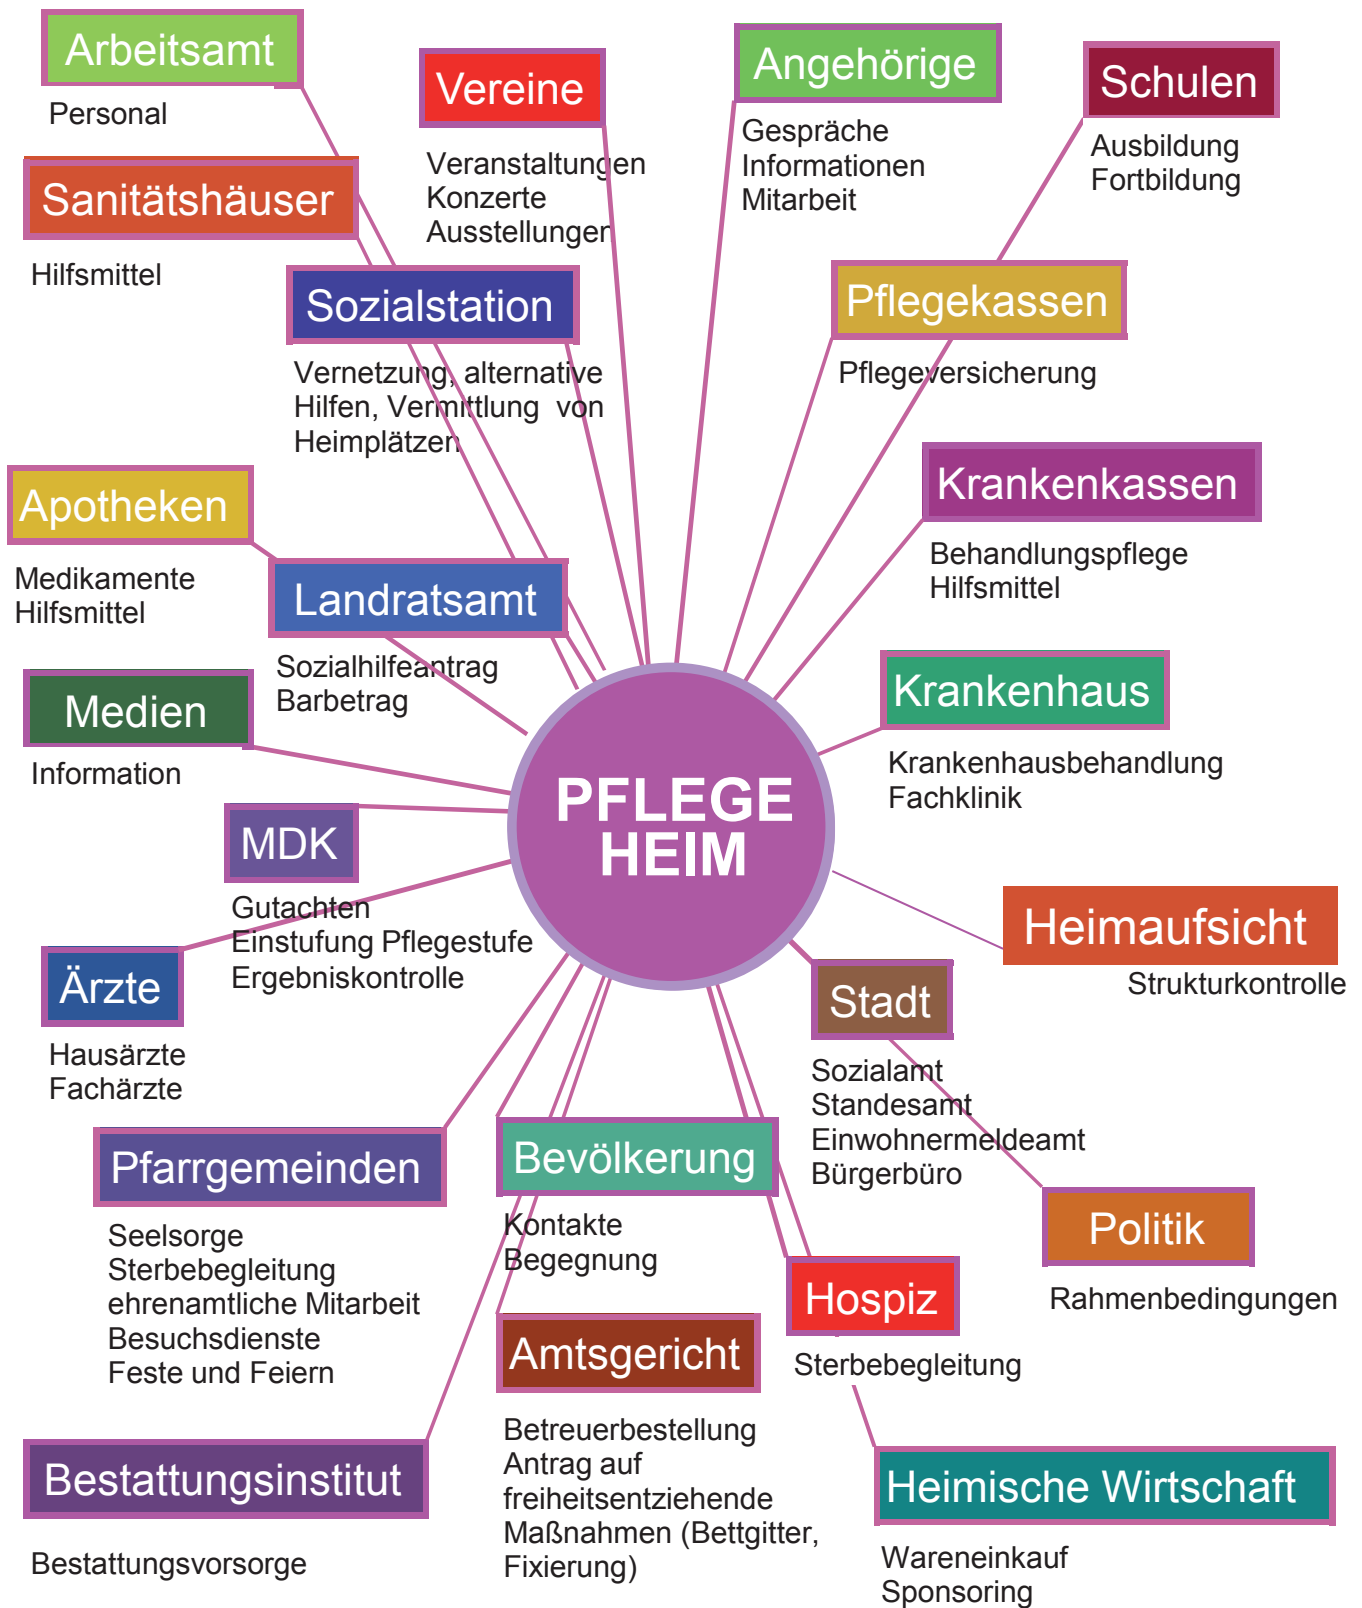 Arbeitsamt
Personal
Vereine
Veranstaltungen
Konzerte
Ausstellungen
Angehörige
Gespräche
Informationen
Mitarbeit
Schulen
Ausbildung
Fortbildung
Sanitätshäuser
Hilfsmittel
Sozialstation
Vernetzung, alternative
Hilfen, Vermittlung von
Heimplätzen
Pflegekassen
Pflegeversicherung
Apotheken
Medikamente
Hilfsmittel
Krankenkassen
Behandlungspflege
Hilfsmittel
Landratsamt
Sozialhilfeantrag
Barbetrag
Medien
Information
Krankenhaus
Krankenhausbehandlung
Fachklinik
PFLEGE
HEIM
MDK
Gutachten
Einstufung Pflegestufe
Ergebniskontrolle
Heimaufsicht
Strukturkontrolle
Ärzte
Hausärzte
Fachärzte
Stadt
Sozialamt
Standesamt
Einwohnermeldeamt
Bürgerbüro
Pfarrgemeinden
Seelsorge
Sterbebegleitung
ehrenamtliche Mitarbeit
Besuchsdienste
Feste und Feiern
Bevölkerung
Kontakte
Begegnung
Politik
Rahmenbedingungen
Hospiz
Sterbebegleitung
Amtsgericht
Betreuerbestellung
Antrag auf
freiheitsentziehende
Maßnahmen (Bettgitter,
Fixierung)
Bestattungsinstitut
Bestattungsvorsorge
Heimische Wirtschaft
Wareneinkauf
Sponsoring